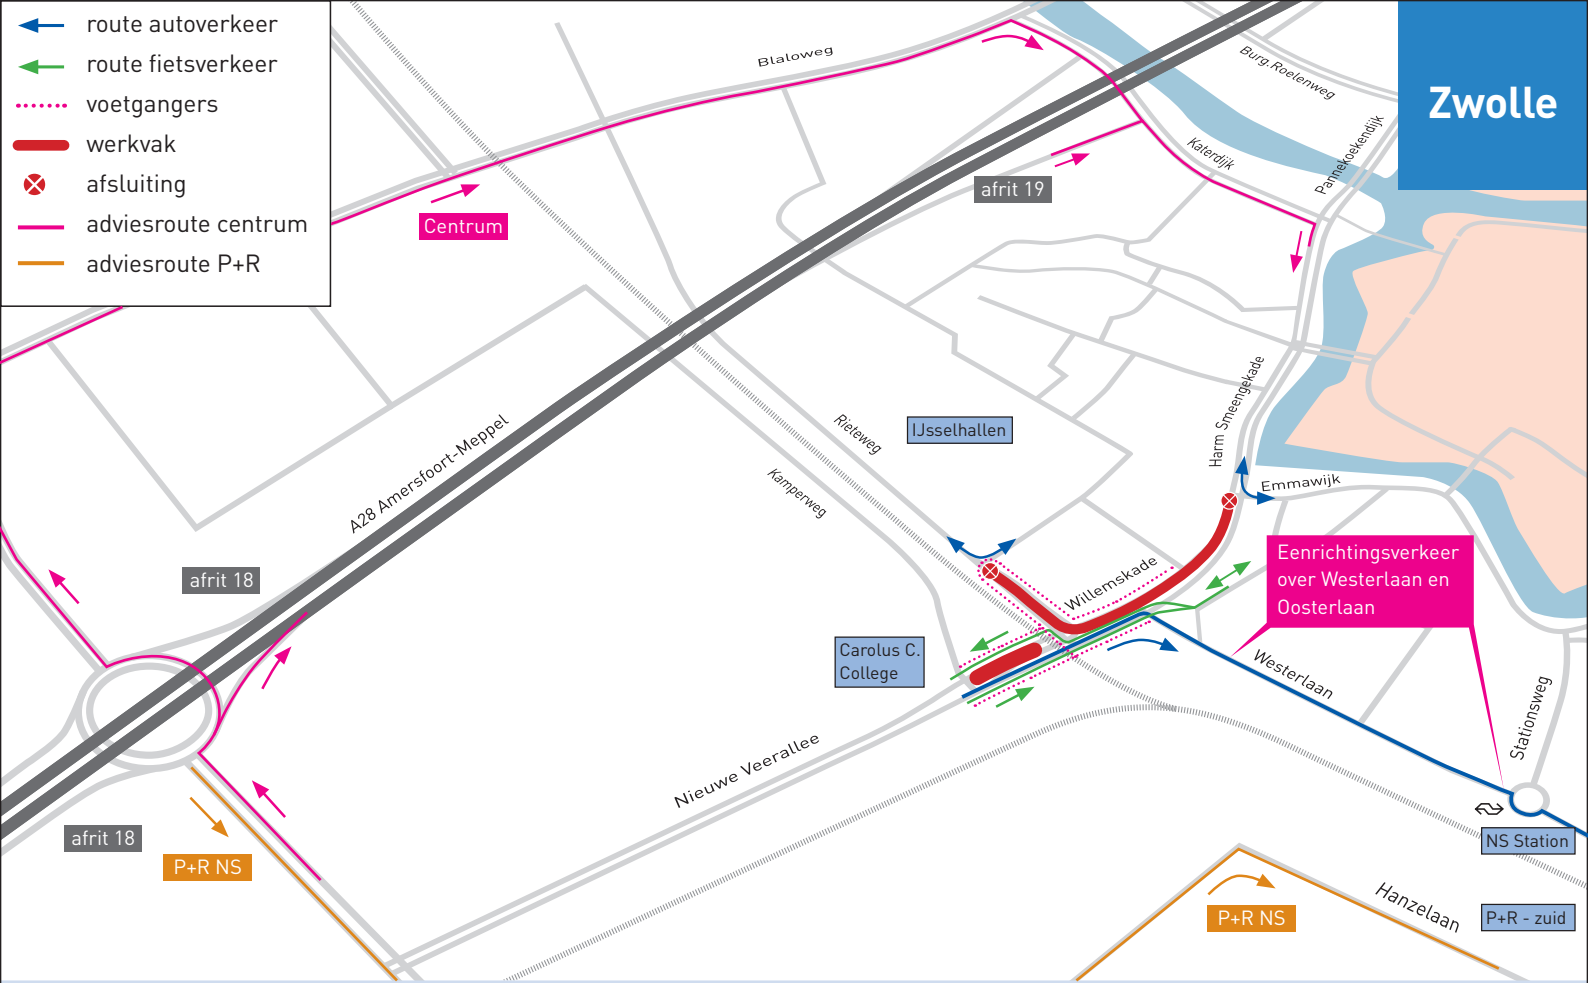 route autoverkeer
route fietsverkeer
voetgangers
werkvak
afsluiting
adviesroute centrum
adviesroute P+R
Zwolle
Blaloweg
Burg.Roelenweg
Pannekoekendijk
Katerdijk
afrit 19
Centrum
Harm Smeengekade
Rieteweg
IJsselhallen
A28 Amersfoort-Meppel
Kamperweg
Emmawijk
Eenrichtingsverkeer
over Westerlaan en
Oosterlaan
afrit 18
Willemskade
Carolus C.
College
Westerlaan
Stationsweg
Nieuwe Veerallee
afrit 18
P+R NS
NS Station
Hanzelaan
P+R NS
P+R - zuid